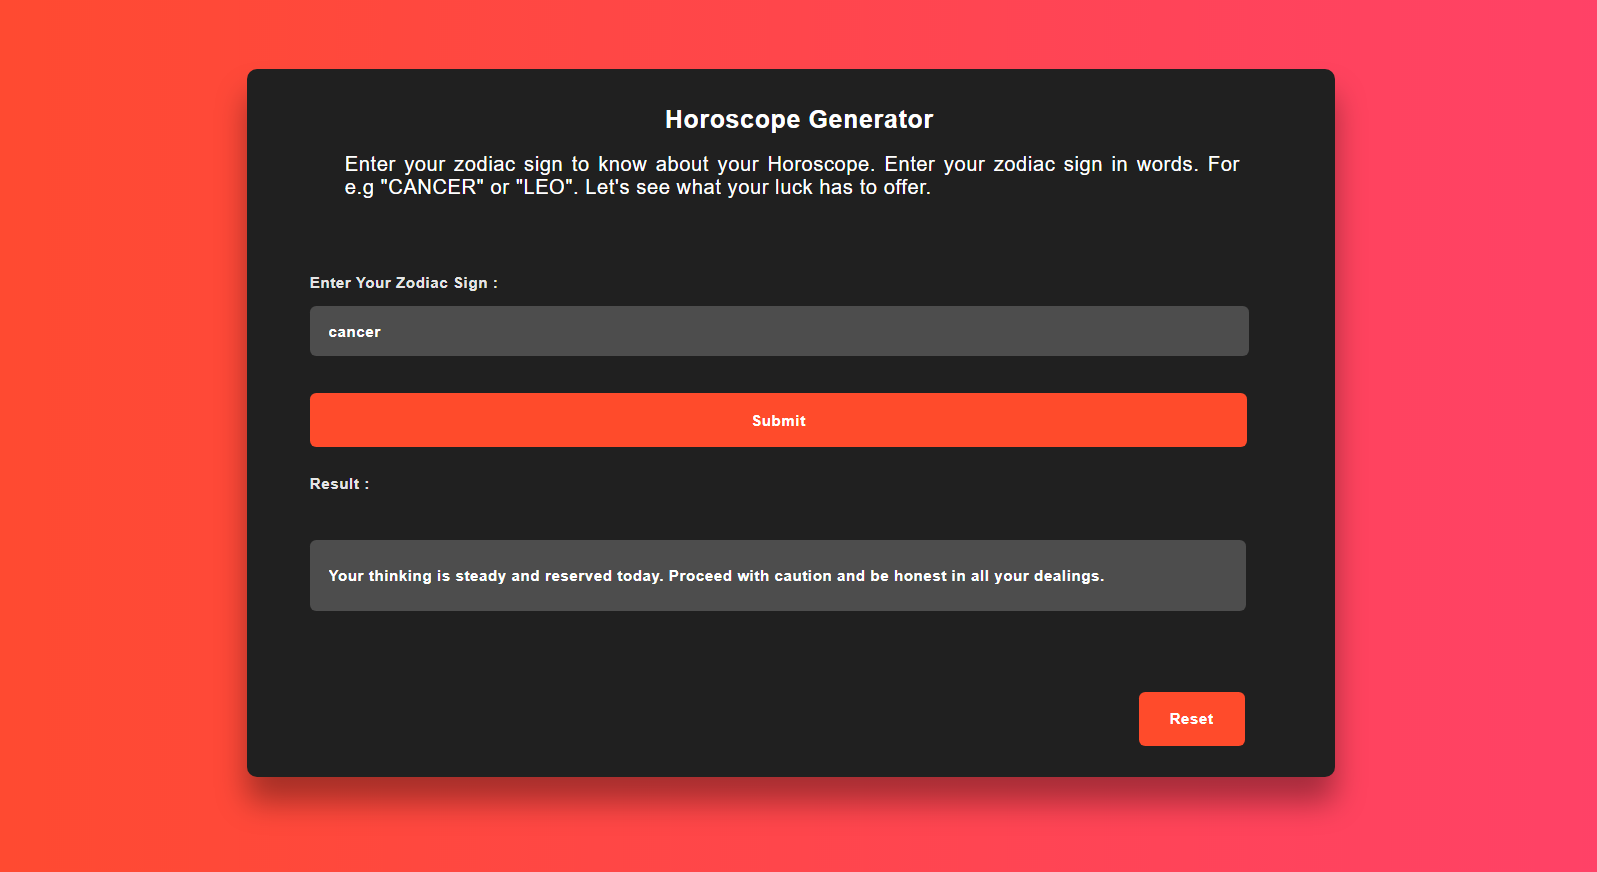 Horoscope Generator
Enter your zodiac sign to know about your Horoscope. Enter your zodiac sign in words. For
e.g "CANCER" or "LEO". Let's see what your luck has to offer.
Enter Your Zodiac Sign :
cancer
Submit
Result :
Your thinking is steady and reserved today. Proceed with caution and be honest in all your dealings.
Reset